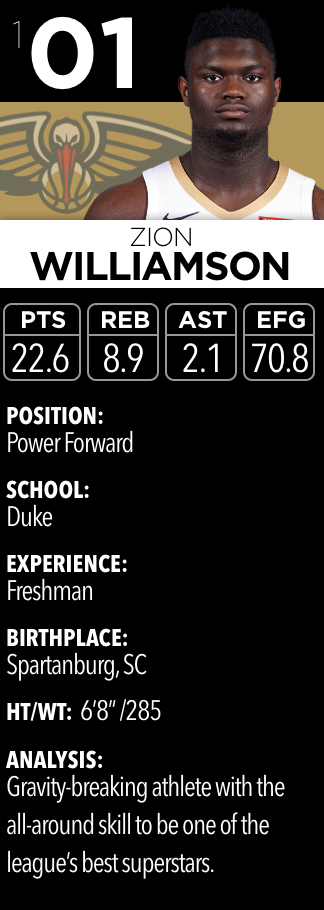 1 01
ZION
WILLIAMSON
PTS REB AST EFG
22.6 8.9 2.1 70.8
POSITION:
Power Forward
SCHOOL:
Duke
EXPERIENCE:
Freshman
BIRTHPLACE:
Spartanburg, SC
HT/WT: 6'8" /285
ANALYSIS:
Gravity-breaking athlete with the
all-around skill to be one of the
league's best superstars.